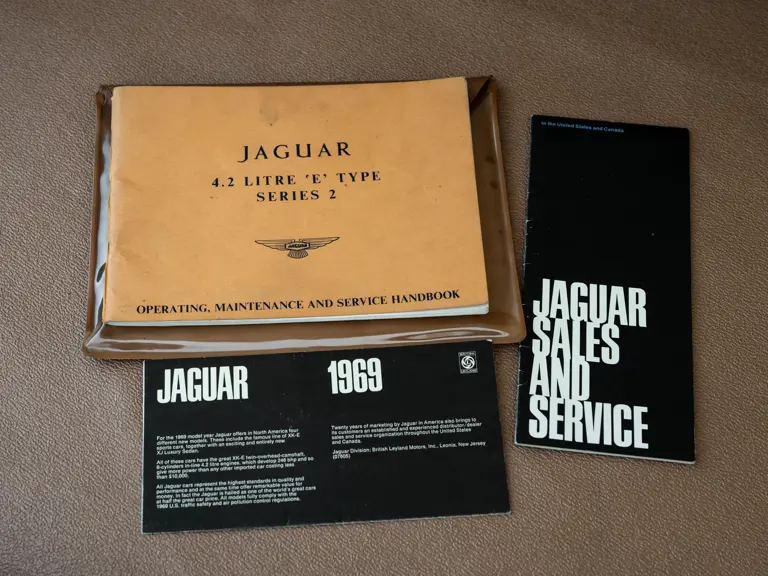 JAGUAR
4.2 LITRE 'E' TYPE
SERIES 2
JAGUAR
OPERATING, MAINTENANCE AND SERVICE HANDBOOK
in the United States and Canada
JAGUAR
SALES
AND
SERVICE
JAGUAR
For the 1969 model year Jaguar offers in North America four
different new models. These include the famous line of XK-E
sports cars, together with an exciting and entirely new
XJ Luxury Sedan.
All of these cars have the great XK-E twin-overhead-camshaft,
6-cylinders in-line 4.2 litre engines, which develop 246 bhp and so
give more power than any other imported car costing less
than $10,000.
All Jaguar cars represent the highest standards in quality and
performance and at the same time offer remarkable value for
money. In fact the Jaguar is hailed as one of the world's great cars
at half the great car price. All models fully comply with the
1969 U.S. traffic safety and air pollution control regulations.
1969
BRITISH
LEYLAND
Twenty years of marketing by Jaguar in America also brings to
its customers an established and experienced distributor/dealer
sales and service organization throughout the United States
and Canada.
Jaguar Division; British Leyland Motors, Inc., Leonia, New Jersey
(07605)